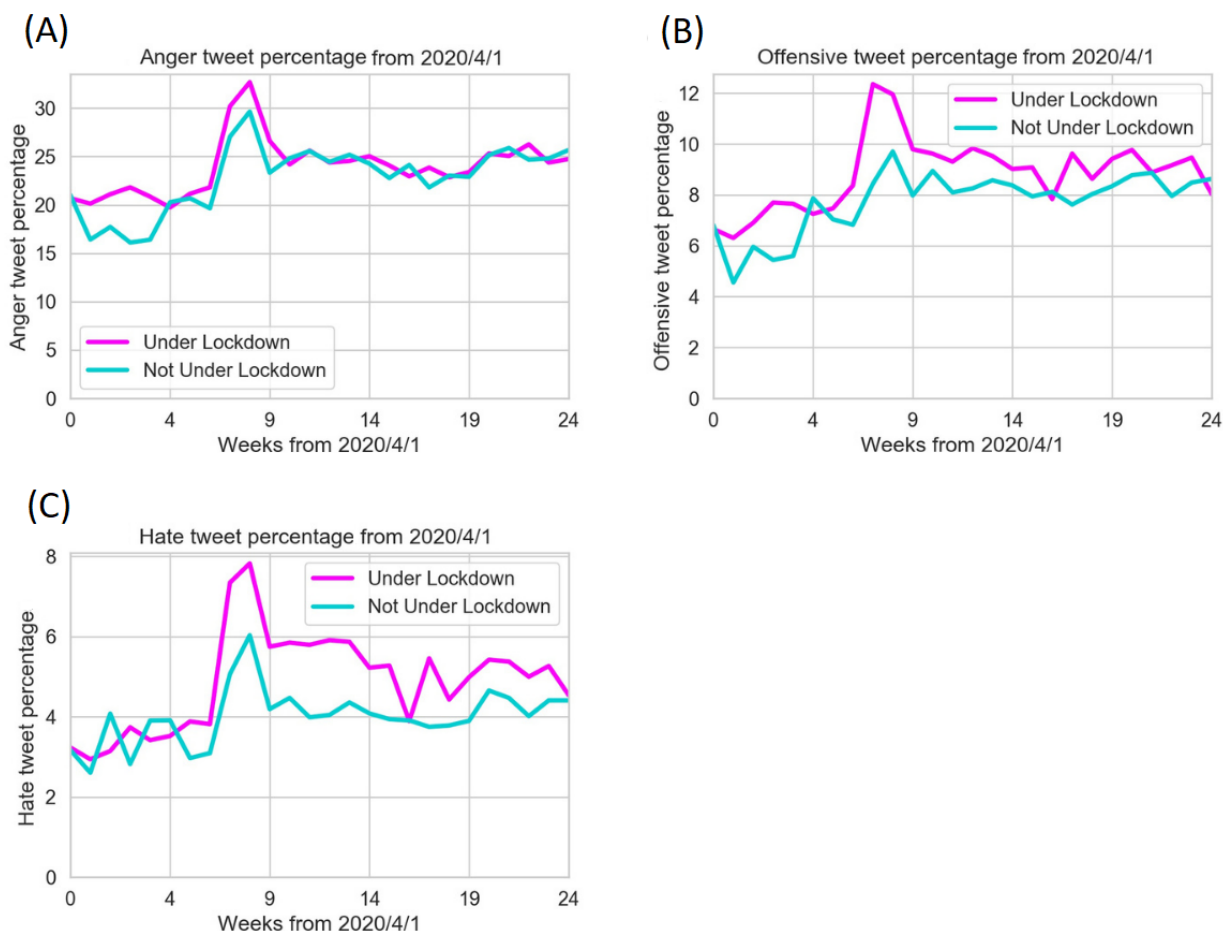 (A)
Anger tweet percentage from 2020/4/1
Anger tweet percentage
30
25
20
15
10
5
0
Under Lockdown
Not Under Lockdown
0 4 9 14 19 24
Weeks from 2020/4/1
(B)
Offensive tweet percentage from 2020/4/1
Offensive tweet percentage
12
10
8
6
4
2
0
Under Lockdown
Not Under Lockdown
0 4 9 14 19 24
Weeks from 2020/4/1
(C)
Hate tweet percentage from 2020/4/1
Hate tweet percentage
8
6
4
2
0
Under Lockdown
Not Under Lockdown
0 4 9 14 19 24
Weeks from 2020/4/1